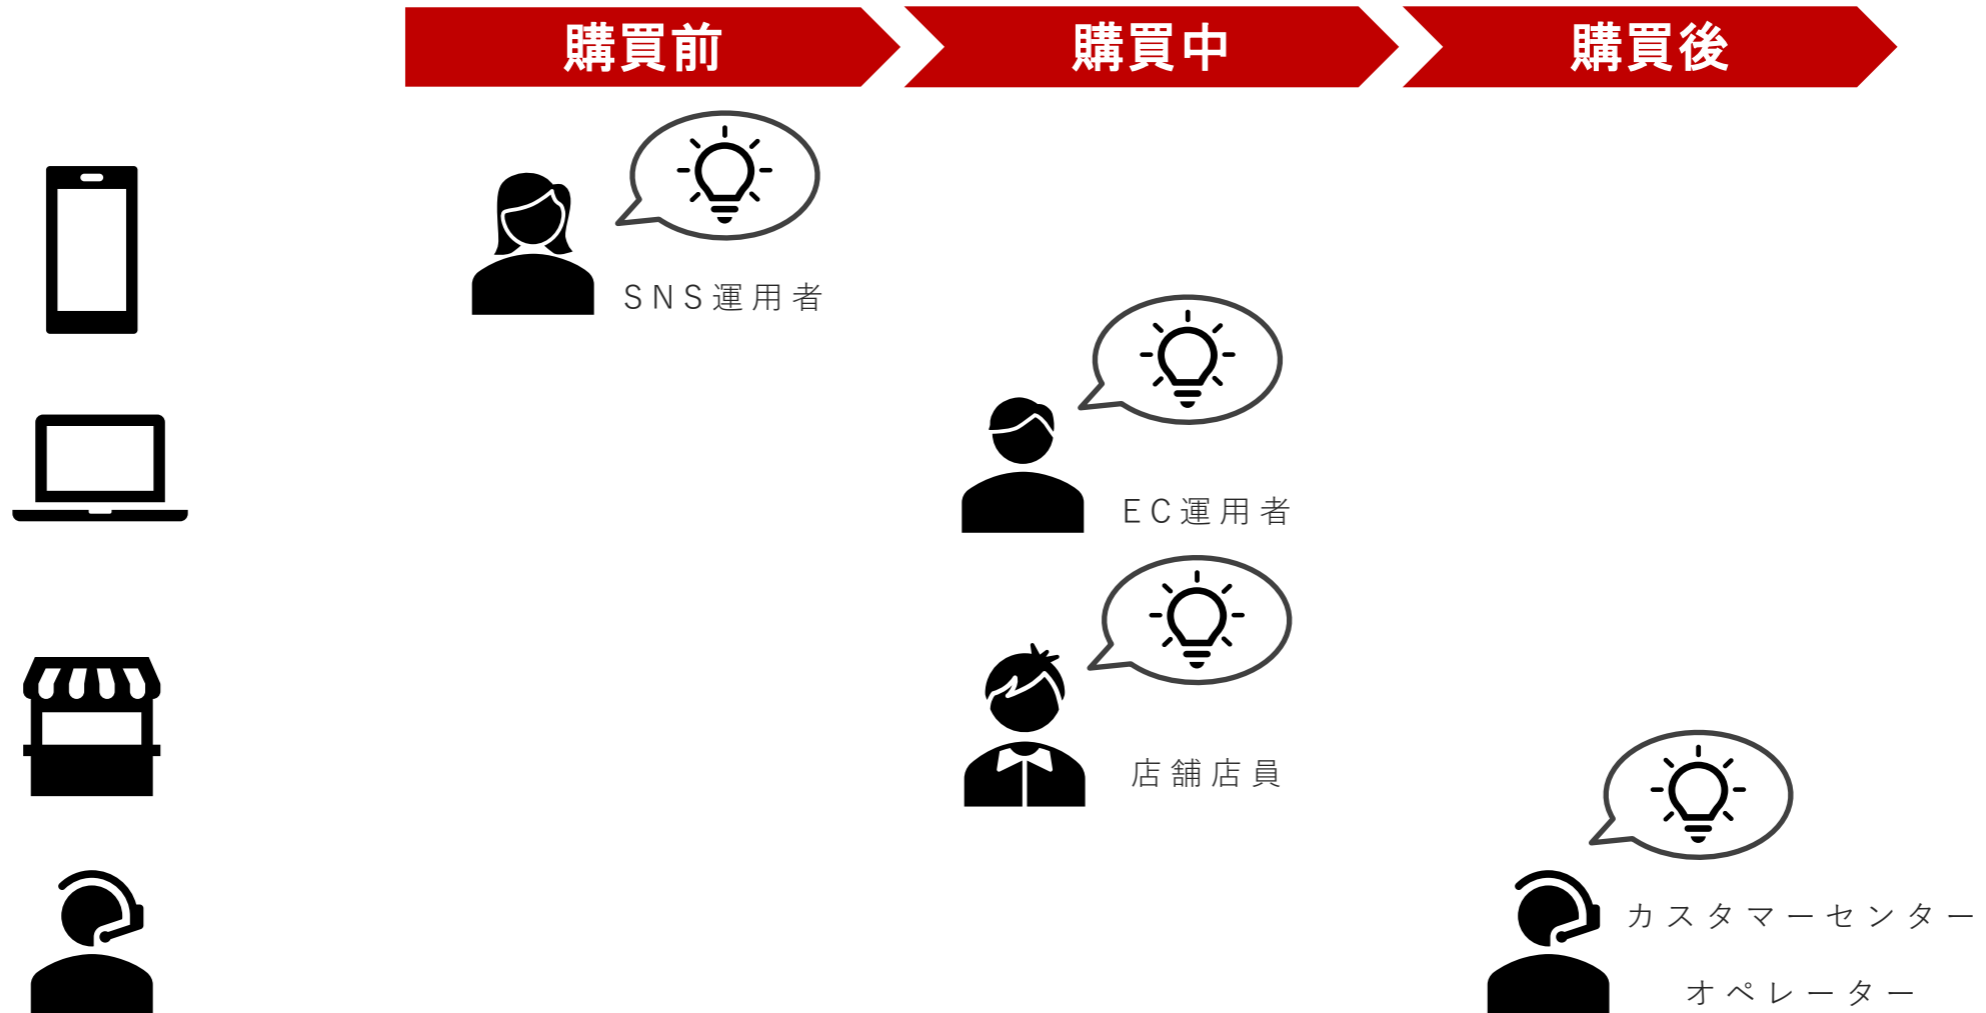 購買前
購買中
購買後
SNS運用者
EC運用者
店舗店員
カスタマーセンター
オペレーター